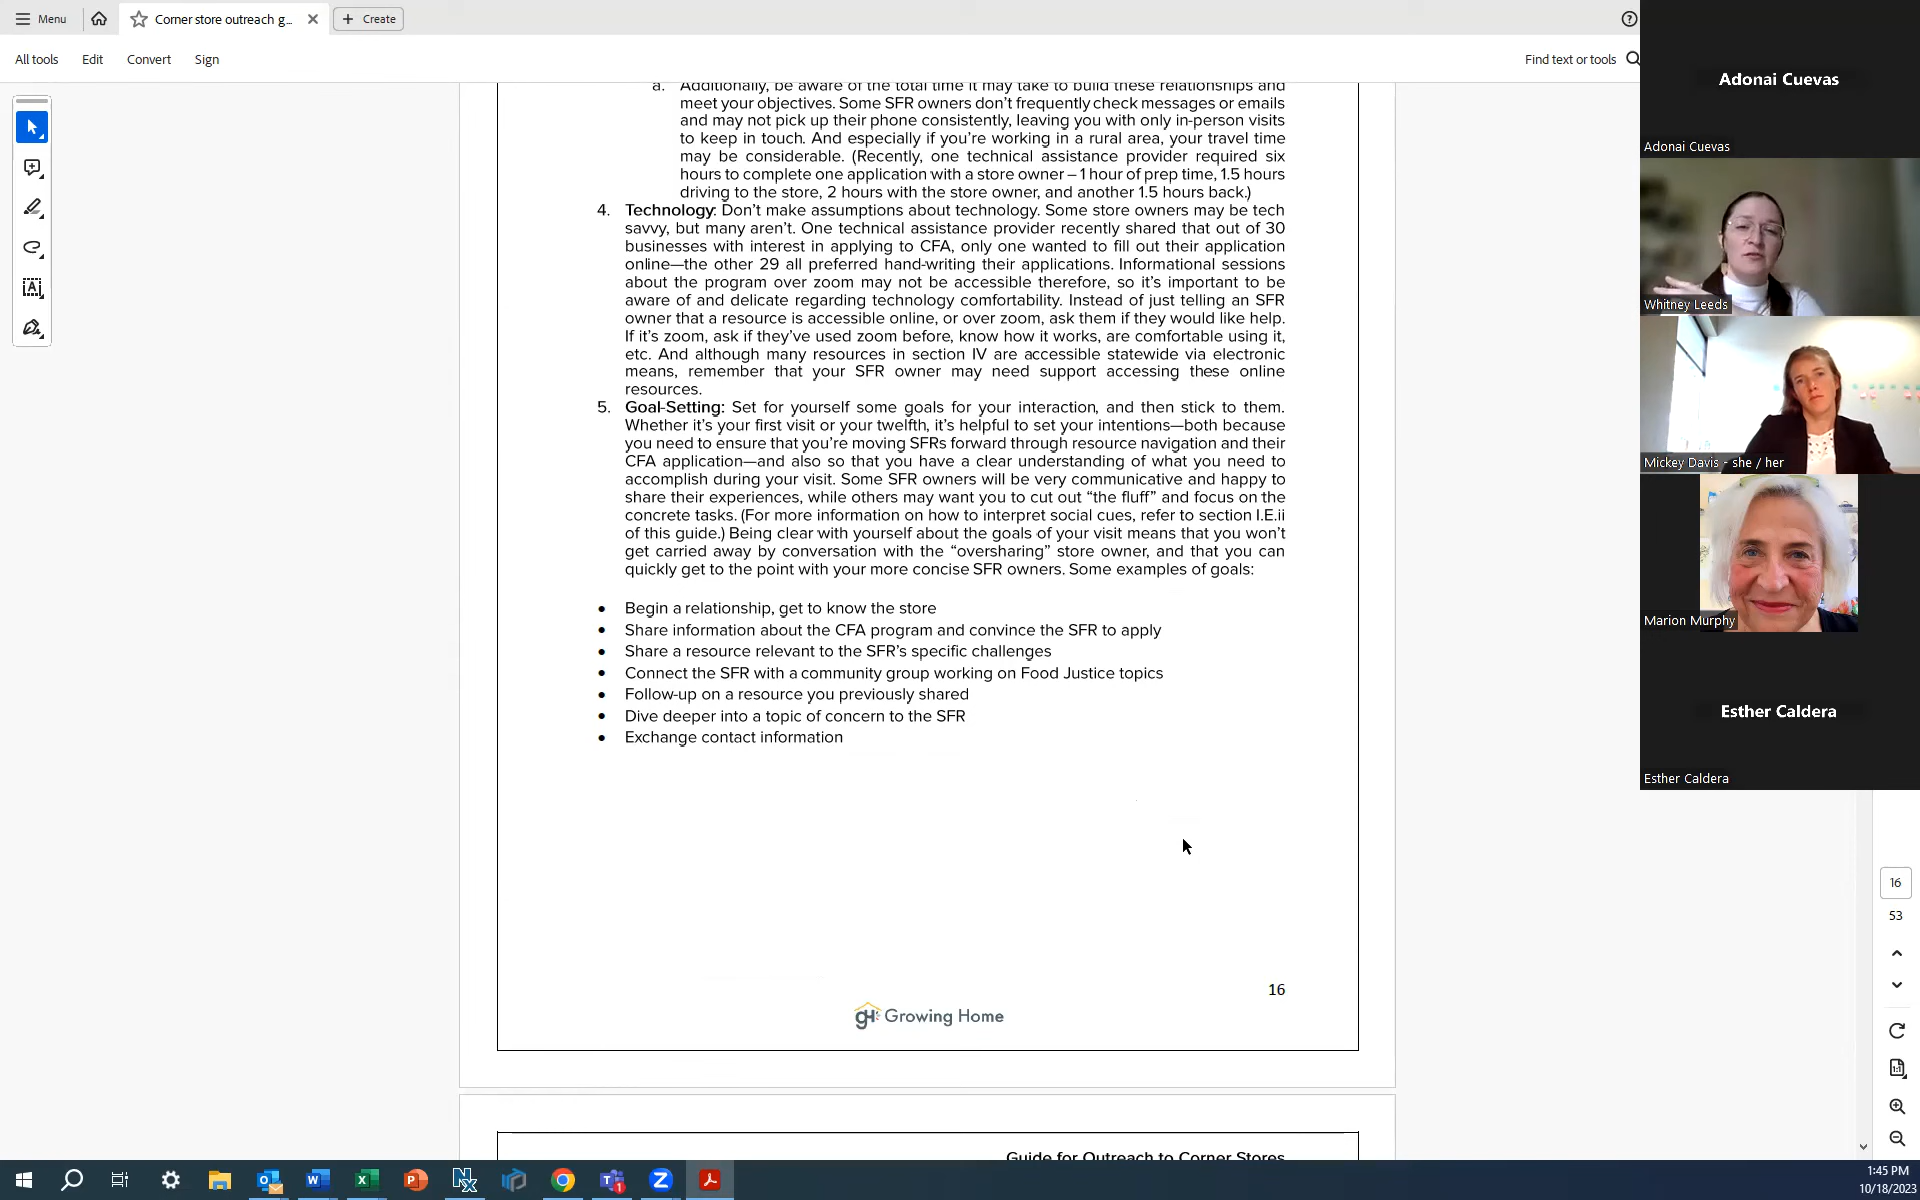 Menu
Corner store outreach g...
Create
All tools
Edit
Convert
Sign
Find text or tools
a. Additionally, be aware of the total time it may take to build these relationships and
meet your objectives. Some SFR owners don't frequently check messages or emails
and may not pick up their phone consistently, leaving you with only in-person visits
to keep in touch. And especially if you're working in a rural area, your travel time
may be considerable. (Recently, one technical assistance provider required six
hours to complete one application with a store owner – 1 hour of prep time, 1.5 hours
driving to the store, 2 hours with the store owner, and another 1.5 hours back.)
4. Technology: Don't make assumptions about technology. Some store owners may be tech
savvy, but many aren't. One technical assistance provider recently shared that out of 30
businesses with interest in applying to CFA, only one wanted to fill out their application
online—the other 29 all preferred hand-writing their applications. Informational sessions
about the program over zoom may not be accessible therefore, so it's important to be
aware of and delicate regarding technology comfortability. Instead of just telling an SFR
owner that a resource is accessible online, or over zoom, ask them if they would like help.
If it's zoom, ask if they've used zoom before, know how it works, are comfortable using it,
etc. And although many resources in section IV are accessible statewide via electronic
means, remember that your SFR owner may need support accessing these online
resources.
5. Goal-Setting: Set for yourself some goals for your interaction, and then stick to them.
Whether it's your first visit or your twelfth, it's helpful to set your intentions—both because
you need to ensure that you're moving SFRs forward through resource navigation and their
CFA application—and also so that you have a clear understanding of what you need to
accomplish during your visit. Some SFR owners will be very communicative and happy to
share their experiences, while others may want you to cut out “the fluff” and focus on the
concrete tasks. (For more information on how to interpret social cues, refer to section I.E.ii
of this guide.) Being clear with yourself about the goals of your visit means that you won't
get carried away by conversation with the “oversharing” store owner, and that you can
quickly get to the point with your more concise SFR owners. Some examples of goals:
• Begin a relationship, get to know the store
• Share information about the CFA program and convince the SFR to apply
• Share a resource relevant to the SFR's specific challenges
• Connect the SFR with a community group working on Food Justice topics
• Follow-up on a resource you previously shared
• Dive deeper into a topic of concern to the SFR
• Exchange contact information
16
gH Growing Home
Guide for Outreach to Corner Stores
Adonai Cuevas
Adonai Cuevas
Whitney Leeds
Mickey Davis - she / her
Marion Murphy
Esther Caldera
Esther Caldera
16
53
1:45 PM
10/18/2023